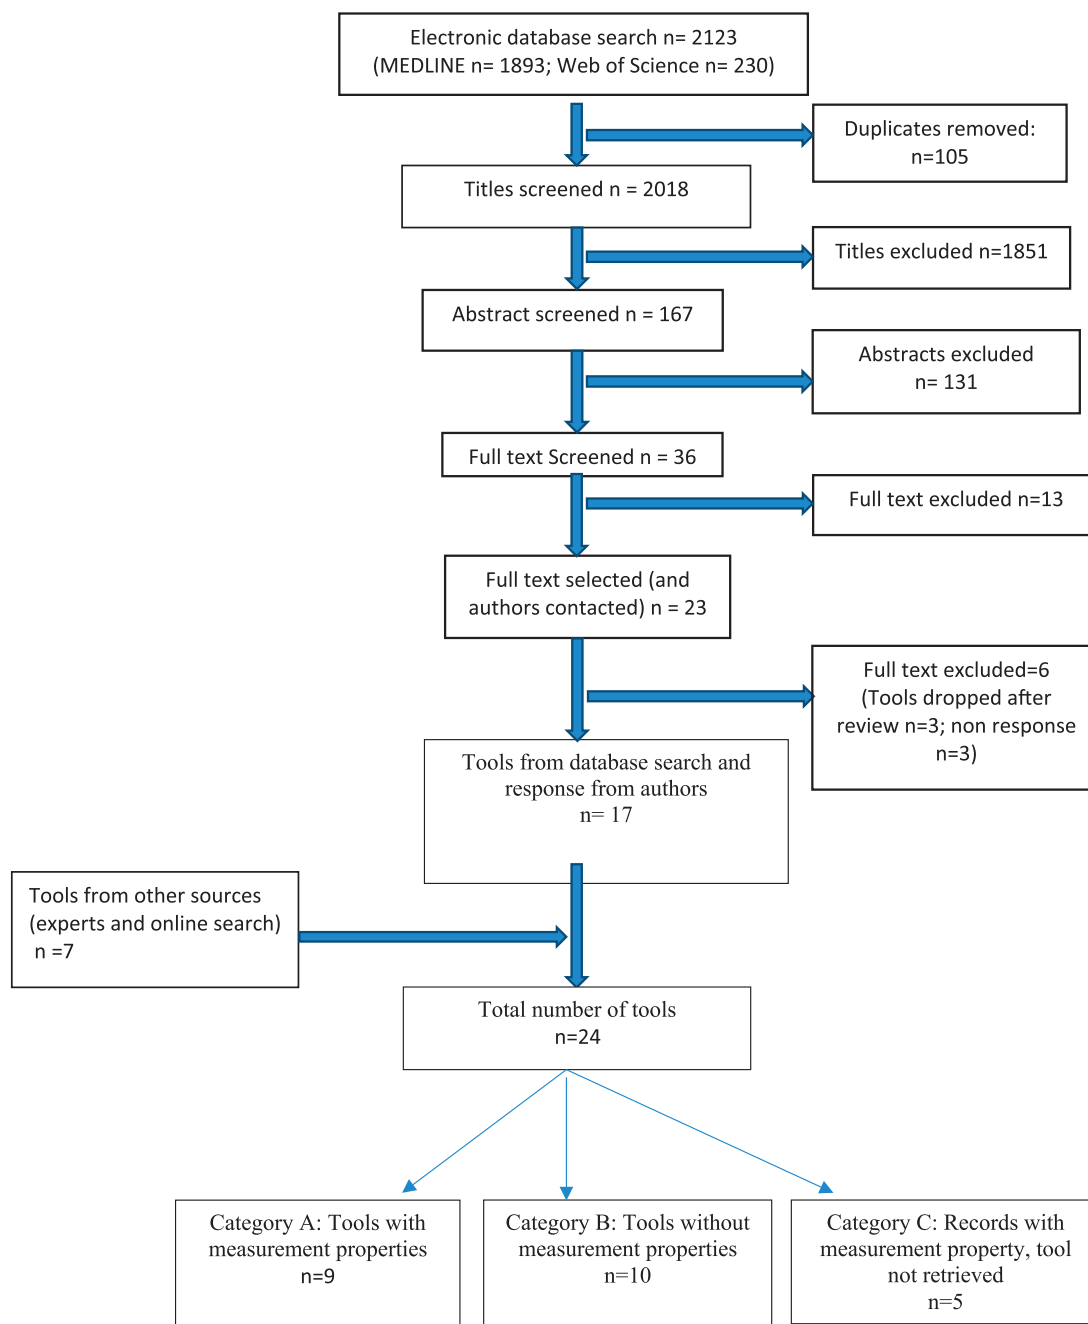 Electronic database search n= 2123
(MEDLINE n= 1893; Web of Science n= 230)
Duplicates removed:
n=105
Titles screened n = 2018
Titles excluded n=1851
Abstract screened n = 167
Abstracts excluded
n= 131
Full text Screened n = 36
Full text excluded n=13
Full text selected (and
authors contacted) n = 23
Full text excluded=6
(Tools dropped after
review n=3; non response
n=3)
Tools from database search and
response from authors
n= 17
Tools from other sources
(experts and online search)
n =7
Total number of tools
n=24
Category A: Tools with
measurement properties
n=9
Category B: Tools without
measurement properties
n=10
Category C: Records with
measurement property, tool
not retrieved
n=5